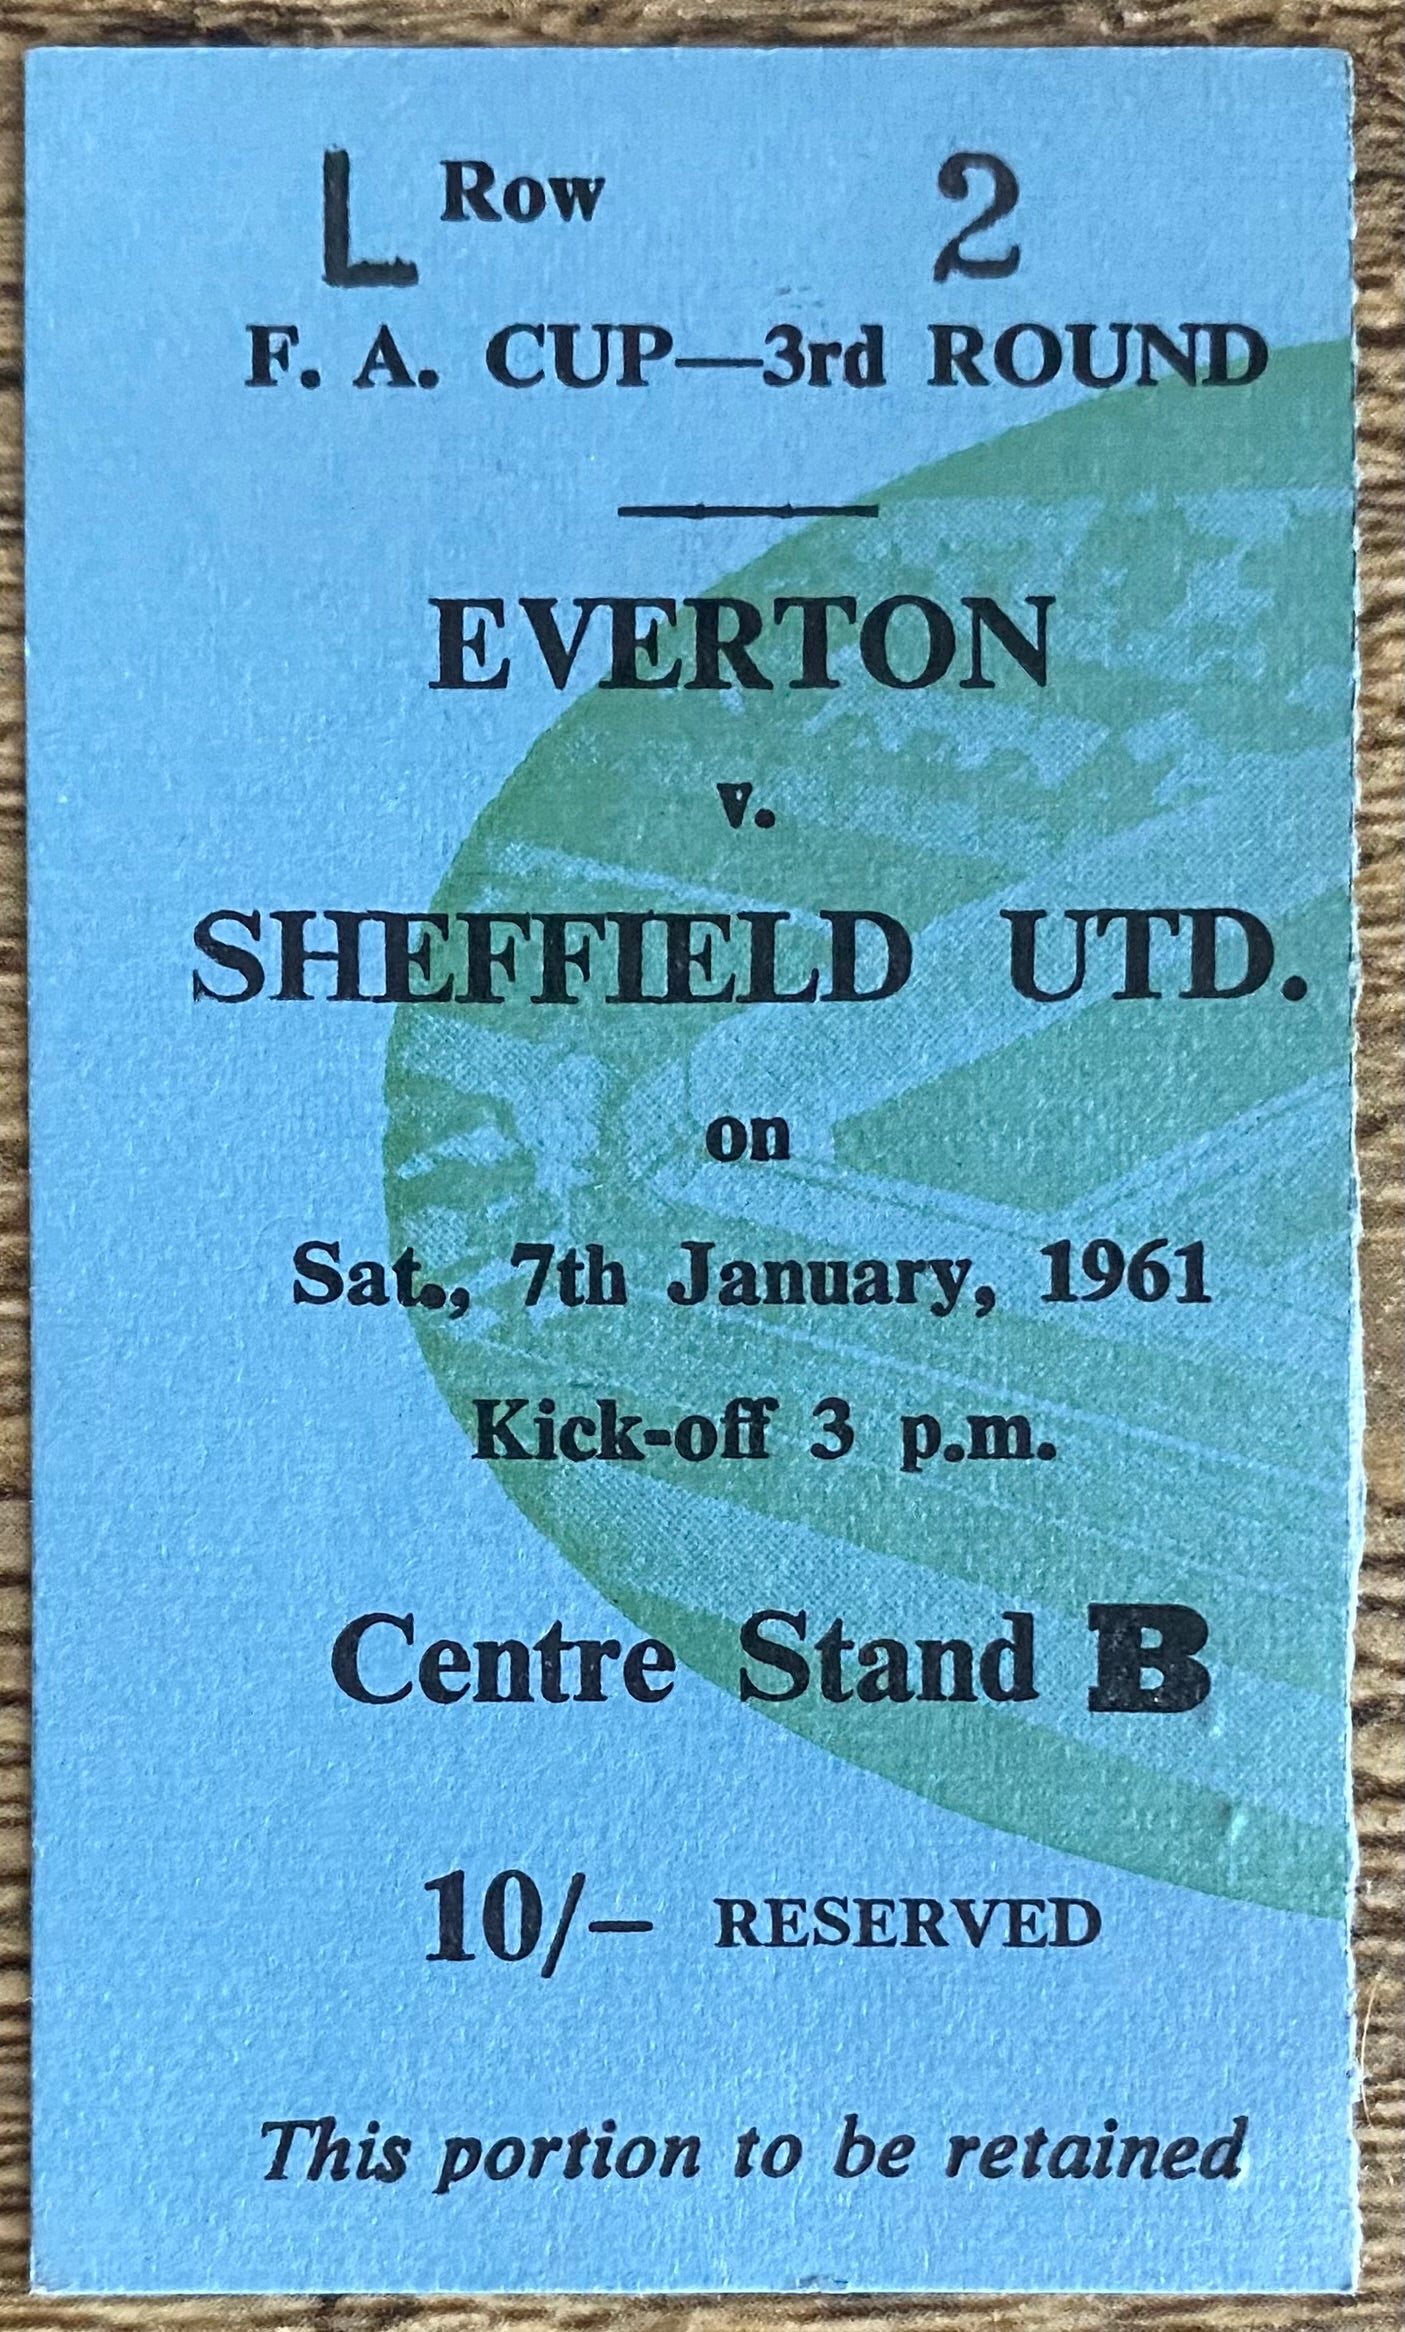 L Row 2
F. A. CUP—3rd ROUND
EVERTON
v.
SHEFFIELD UTD.
on
Sat., 7th January, 1961
Kick-off 3 p.m.
Centre Stand B
10/– RESERVED
This portion to be retained